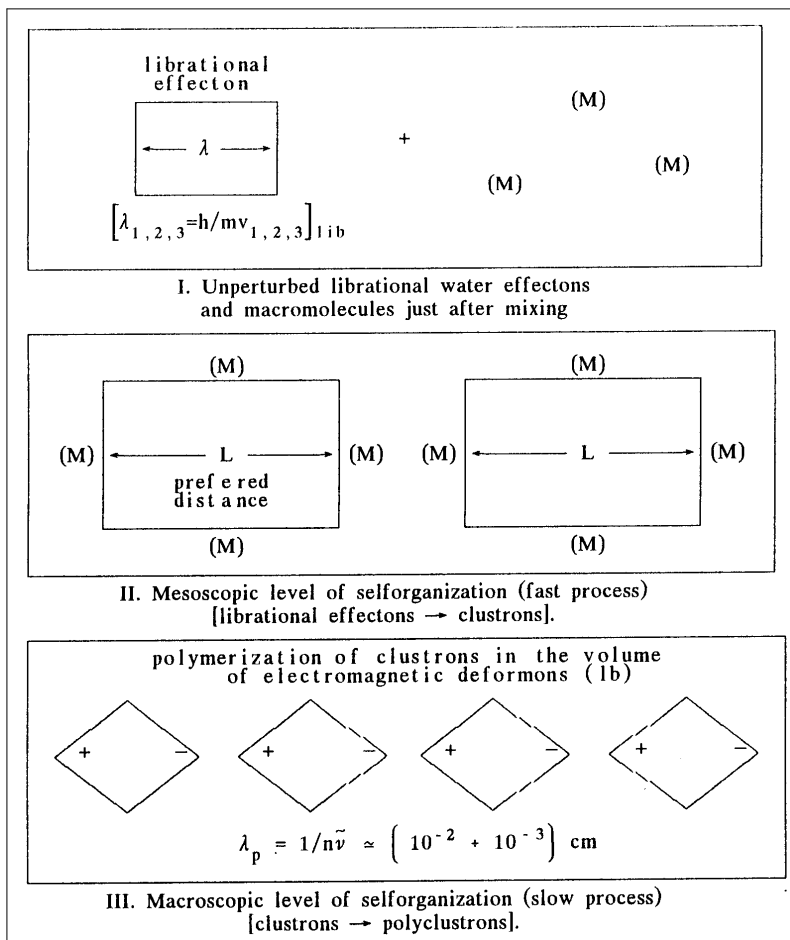 librational
effecton
λ
[λ1,2,3=h/mv1,2,3]lib
+
(M)
(M)
(M)
I. Unperturbed librational water effectons
and macromolecules just after mixing
(M) (M)
(M) L (M) (M) L (M)
prefered
distance
(M) (M)
II. Mesoscopic level of selforganization (fast process)
[librational effectons → clustrons].
polymerization of clustrons in the volume
of electromagnetic deformons (lb)
+ − + − + − + −
λp = 1/nν̃ ≃ ( 10⁻² + 10⁻³ ) cm
III. Macroscopic level of selforganization (slow process)
[clustrons → polyclustrons].